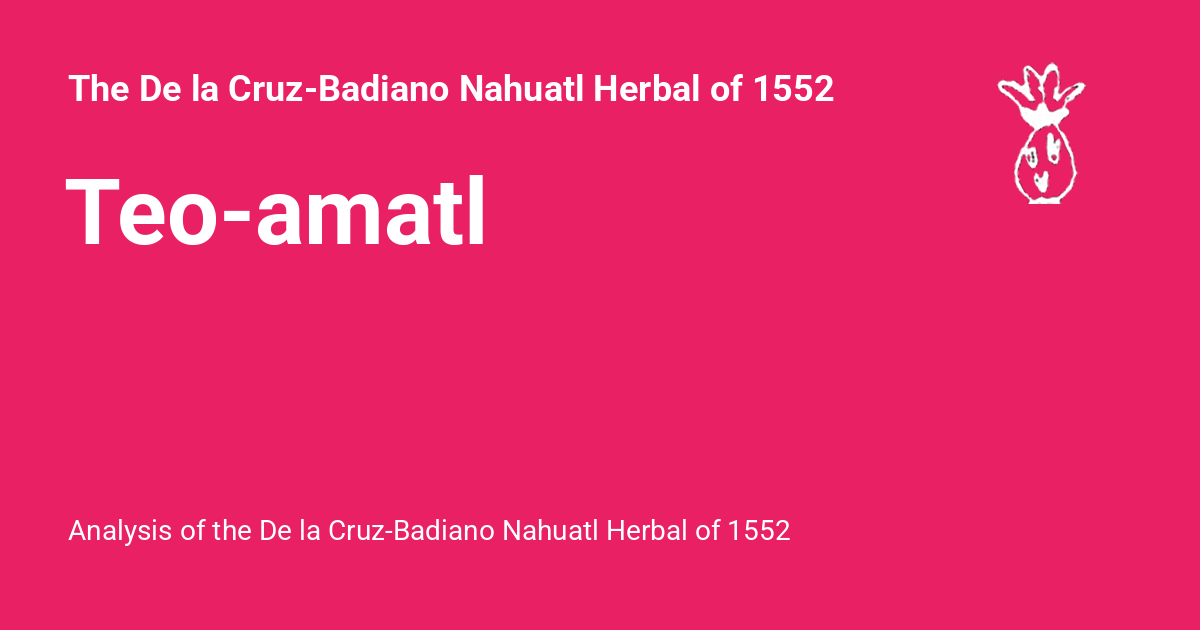 The De la Cruz-Badiano Nahuatl Herbal of 1552
Teo-amatl
Analysis of the De la Cruz-Badiano Nahuatl Herbal of 1552